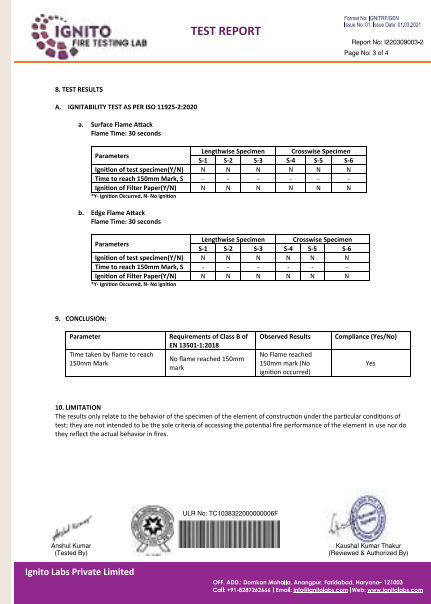 IGNITO
FIRE TESTING LAB
TEST REPORT
Format No: IGN/TRF/GEN
Issue No: 01, Issue Date: 01.03.2021
Report No: I220309003-2
Page No: 3 of 4
8. TEST RESULTS
A. IGNITABILITY TEST AS PER ISO 11925-2:2020
a. Surface Flame Attack
Flame Time: 30 seconds
Parameters Lengthwise Specimen Crosswise Specimen
S-1 S-2 S-3 S-4 S-5 S-6
Ignition of test specimen(Y/N) N N N N N N
Time to reach 150mm Mark, S - - - - - -
Ignition of Filter Paper(Y/N) N N N N N N
*Y- Ignition Occurred, N- No ignition
b. Edge Flame Attack
Flame Time: 30 seconds
Parameters Lengthwise Specimen Crosswise Specimen
S-1 S-2 S-3 S-4 S-5 S-6
Ignition of test specimen(Y/N) N N N N N N
Time to reach 150mm Mark, S - - - - - -
Ignition of Filter Paper(Y/N) N N N N N N
*Y- Ignition Occurred, N- No ignition
9. CONCLUSION:
Parameter Requirements of Class B of EN 13501-1:2018 Observed Results Compliance (Yes/No)
Time taken by flame to reach 150mm Mark No flame reached 150mm mark No Flame reached 150mm mark (No ignition occurred) Yes
10. LIMITATION
The results only relate to the behavior of the specimen of the element of construction under the particular conditions of
test; they are not intended to be the sole criteria of accessing the potential fire performance of the element in use nor do
they reflect the actual behavior in fires.
ULR No: TC1038322000000006F
Anshul Kumar
(Tested By)
Kaushal Kumar Thakur
(Reviewed & Authorized By)
Ignito Labs Private Limited
OFF. ADD.: Domkan Mohalla, Anangpur, Faridabad, Haryana– 121003
Call: +91-8287262666 | Email: info@ignitolabs.com | Web: www.ignitolabs.com